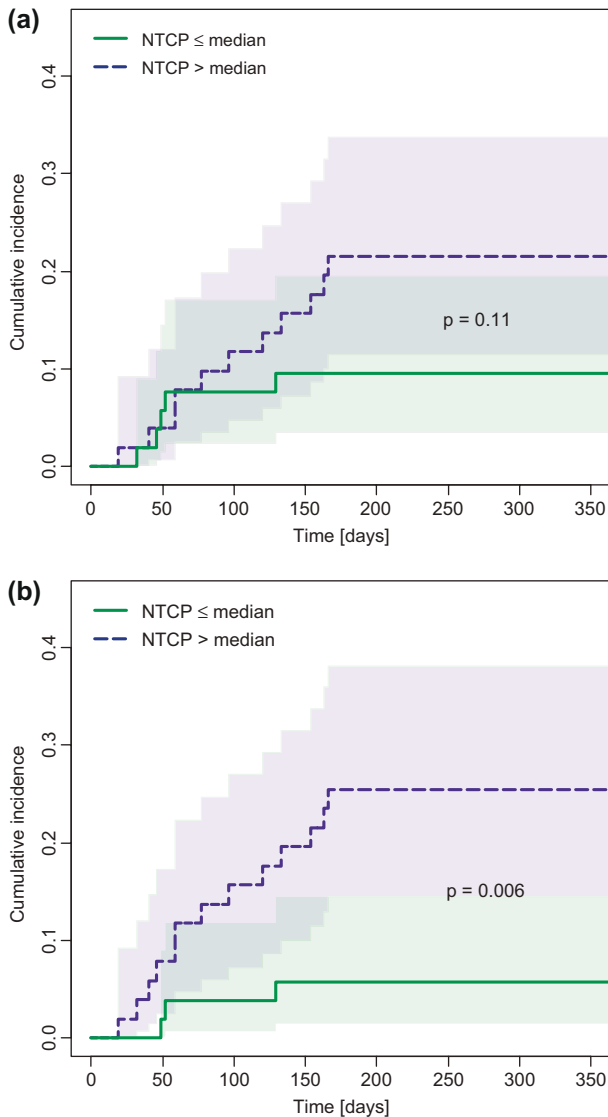 (a)
NTCP ≤ median
NTCP > median
0.4
0.3
0.2
0.1
0.0
Cumulative incidence
p = 0.11
0 50 100 150 200 250 300 350
Time [days]
(b)
NTCP ≤ median
NTCP > median
0.4
0.3
0.2
0.1
0.0
Cumulative incidence
p = 0.006
0 50 100 150 200 250 300 350
Time [days]